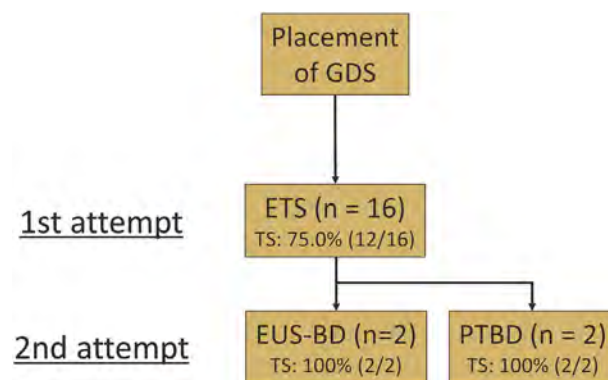 Placement
of GDS
1st attempt
ETS (n = 16)
TS: 75.0% (12/16)
2nd attempt
EUS-BD (n=2)
TS: 100% (2/2)
PTBD (n = 2)
TS: 100% (2/2)